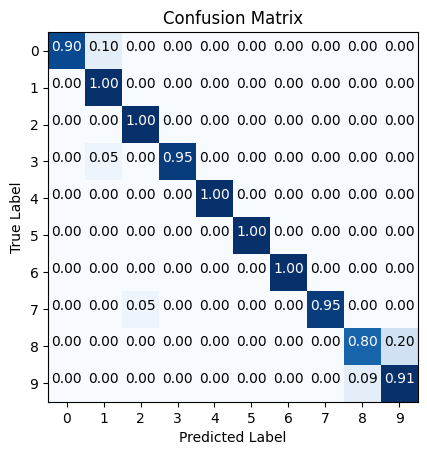 Confusion Matrix
0 0.90 0.10 0.00 0.00 0.00 0.00 0.00 0.00 0.00 0.00
1 0.00 1.00 0.00 0.00 0.00 0.00 0.00 0.00 0.00 0.00
2 0.00 0.00 1.00 0.00 0.00 0.00 0.00 0.00 0.00 0.00
3 0.00 0.05 0.00 0.95 0.00 0.00 0.00 0.00 0.00 0.00
4 0.00 0.00 0.00 0.00 1.00 0.00 0.00 0.00 0.00 0.00
5 0.00 0.00 0.00 0.00 0.00 1.00 0.00 0.00 0.00 0.00
6 0.00 0.00 0.00 0.00 0.00 0.00 1.00 0.00 0.00 0.00
7 0.00 0.00 0.05 0.00 0.00 0.00 0.00 0.95 0.00 0.00
8 0.00 0.00 0.00 0.00 0.00 0.00 0.00 0.00 0.80 0.20
9 0.00 0.00 0.00 0.00 0.00 0.00 0.00 0.00 0.09 0.91
0 1 2 3 4 5 6 7 8 9
True Label
Predicted Label